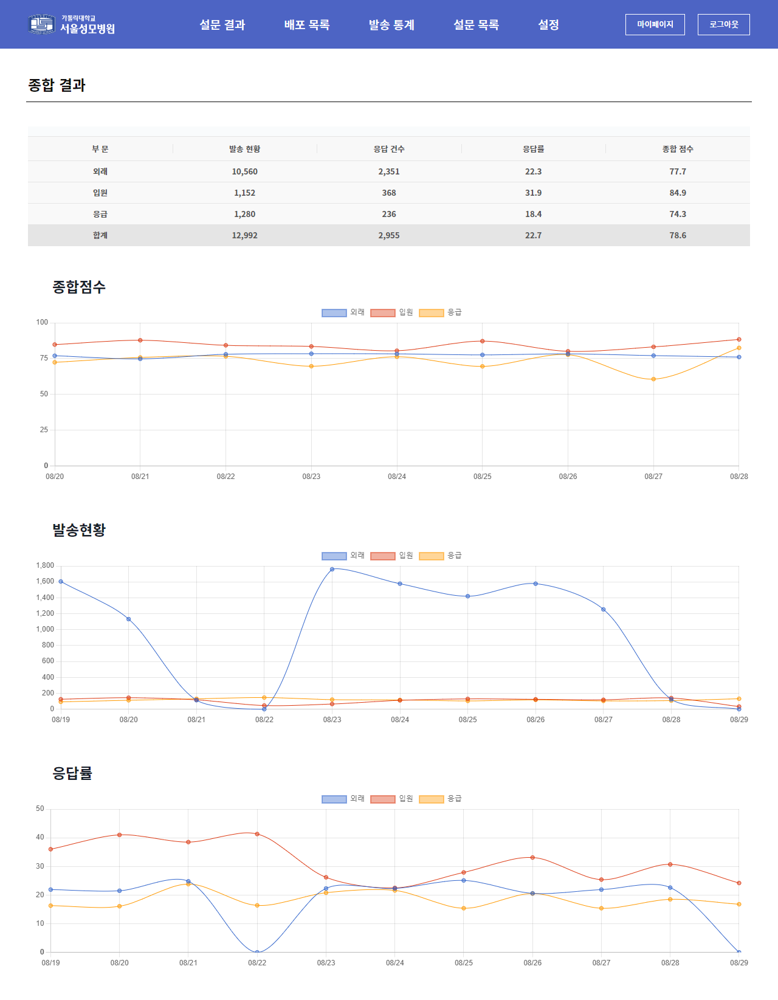 가톨릭대학교
서울성모병원
설문 결과 배포 목록 발송 통계 설문 목록 설정 마이페이지 로그아웃
종합 결과
부 문 발송 현황 응답 건수 응답률 종합 점수
외래 10,560 2,351 22.3 77.7
입원 1,152 368 31.9 84.9
응급 1,280 236 18.4 74.3
합계 12,992 2,955 22.7 78.6
종합점수
외래 입원 응급
100
75
50
25
0
08/20 08/21 08/22 08/23 08/24 08/25 08/26 08/27 08/28
발송현황
외래 입원 응급
1,800
1,600
1,400
1,200
1,000
800
600
400
200
0
08/19 08/20 08/21 08/22 08/23 08/24 08/25 08/26 08/27 08/28 08/29
응답률
외래 입원 응급
50
40
30
20
10
0
08/19 08/20 08/21 08/22 08/23 08/24 08/25 08/26 08/27 08/28 08/29